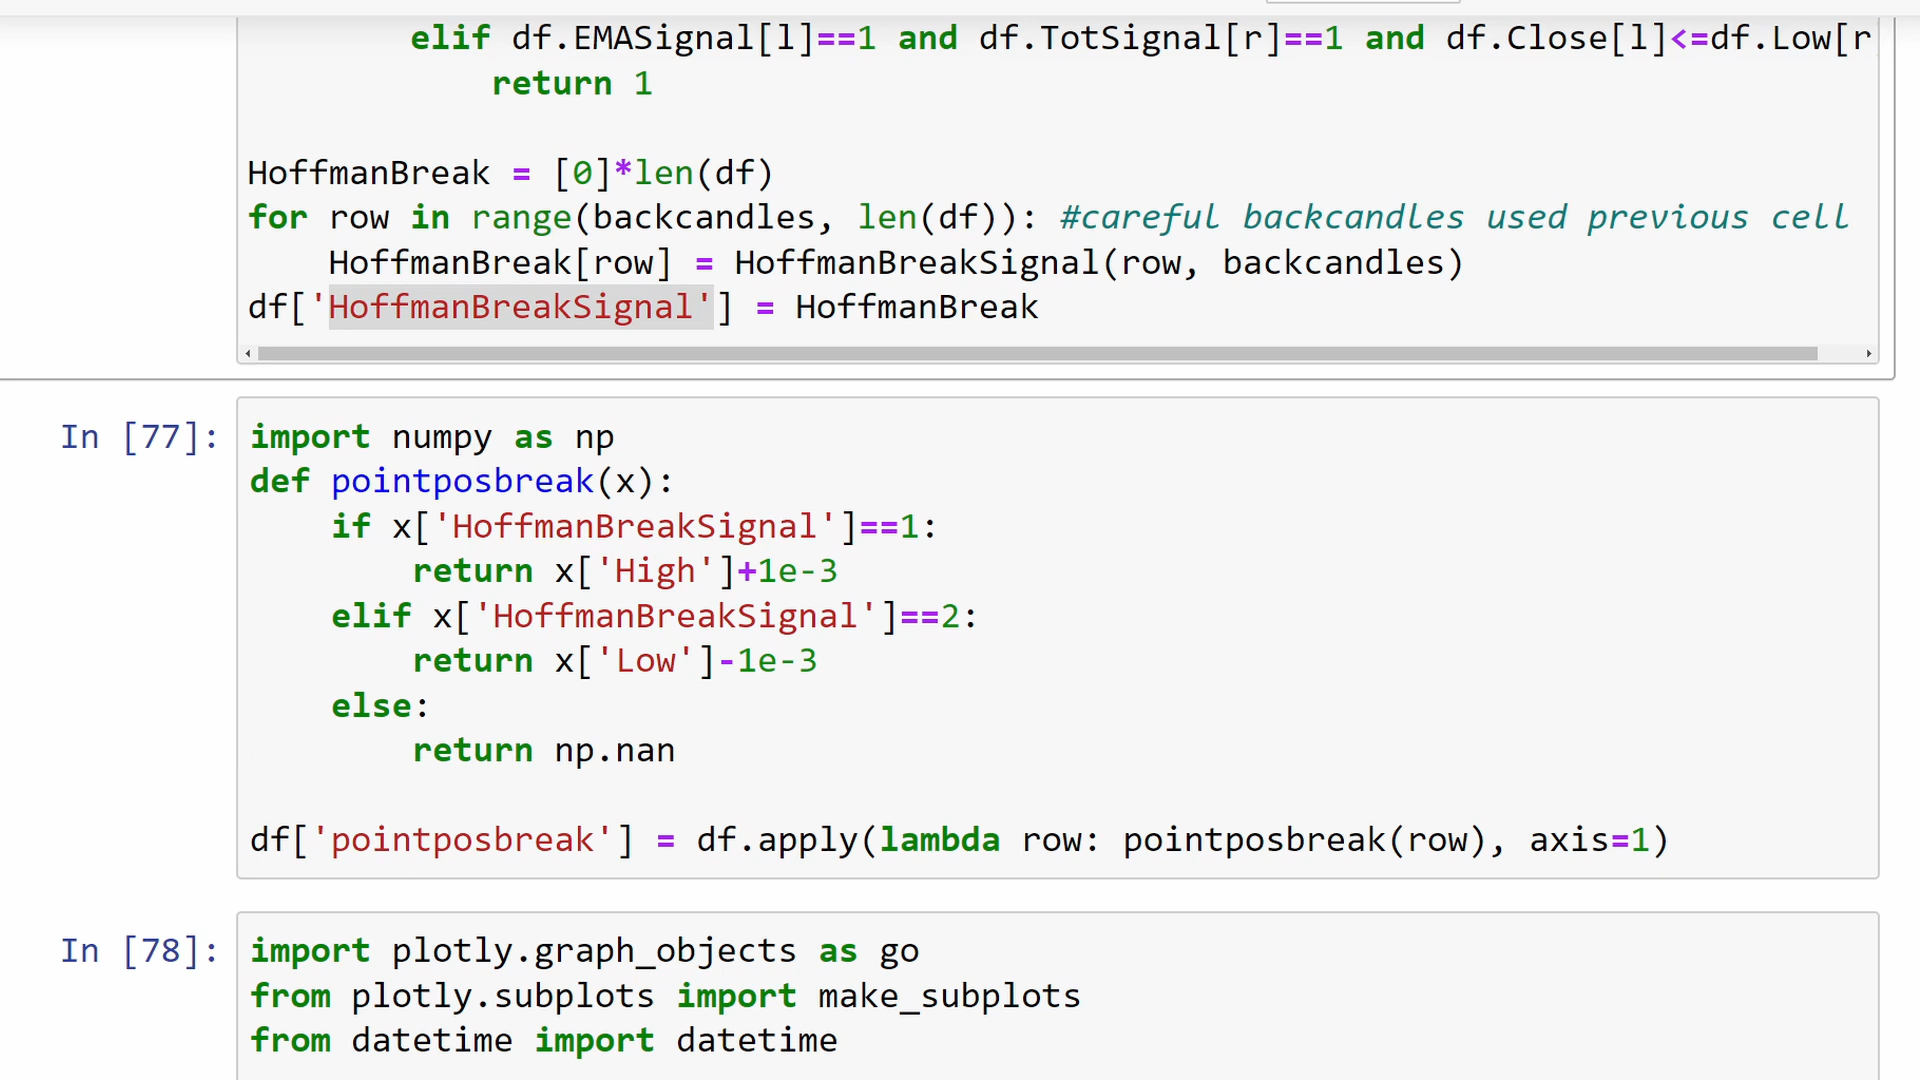 elif df.EMASignal[l]==1 and df.TotSignal[r]==1 and df.Close[l]<=df.Low[r
return 1
HoffmanBreak = [0]*len(df)
for row in range(backcandles, len(df)): #careful backcandles used previous cell
HoffmanBreak[row] = HoffmanBreakSignal(row, backcandles)
df['HoffmanBreakSignal'] = HoffmanBreak
In [77]:
import numpy as np
def pointposbreak(x):
if x['HoffmanBreakSignal']==1:
return x['High']+1e-3
elif x['HoffmanBreakSignal']==2:
return x['Low']-1e-3
else:
return np.nan
df['pointposbreak'] = df.apply(lambda row: pointposbreak(row), axis=1)
In [78]:
import plotly.graph_objects as go
from plotly.subplots import make_subplots
from datetime import datetime